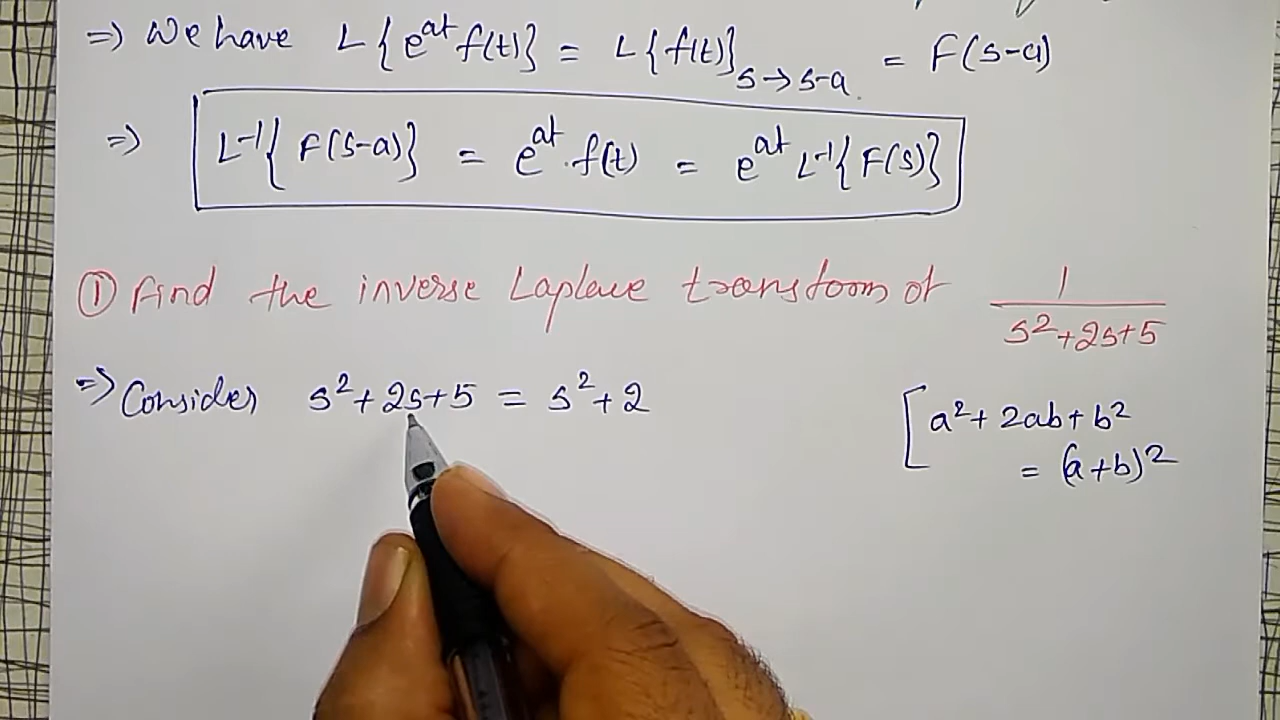 ⇒ We have L{e^{at} f(t)} = L{f(t)}_{s→s-a} = F(s-a)
⇒ L^{-1}{F(s-a)} = e^{at}.f(t) = e^{at} L^{-1}{F(s)}
① Find the inverse Laplace transform of \frac{1}{s^2+2s+5}
⇒ Consider s^2+2s+5 = s^2+2
[a^2+2ab+b^2
= (a+b)^2